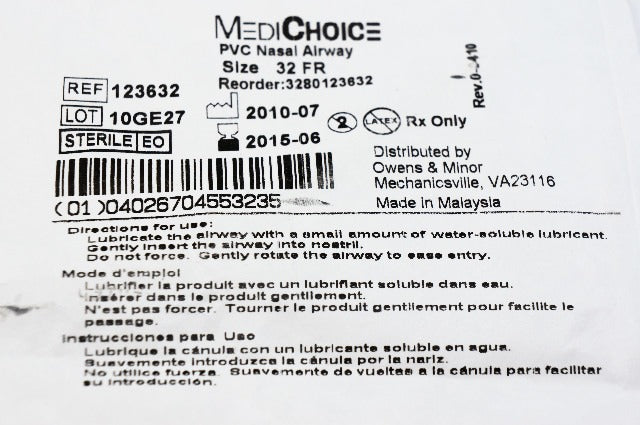 MEDICHOICE
PVC Nasal Airway
Size 32 FR
Reorder:3280123632
REF 123632
LOT 10GE27
STERILE EO
2010-07
2015-06
2
LATEX
Rx Only
Distributed by
Owens & Minor
Mechanicsville, VA23116
Made in Malaysia
(01)04026704553235
Directions for use:
Lubricate the airway with a small amount of water-soluble lubricant.
Gently insert the airway into nostril.
Do not force. Gently rotate the airway to ease entry.
Mode d'emploi
Lubrifier la produit avec un lubrifiant soluble dans eau.
Insérer dans le produit gentilement.
N'est pas forcer. Tourner le produit gentilement pour facilite le
passage.
Instrucciones para Uso
Lubrique la cánula con un lubricante soluble en agua.
Suavemente introduzca la cánula por la nariz.
No utilice fuerza. Suavemente de vueltas a la cánula para facilitar
su introducción.